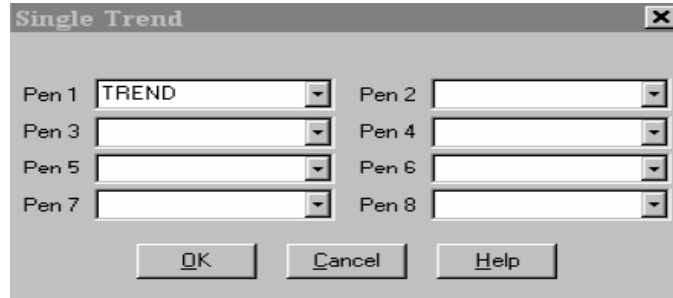 Single Trend
Pen 1 TREND Pen 2
Pen 3 Pen 4
Pen 5 Pen 6
Pen 7 Pen 8
OK Cancel Help